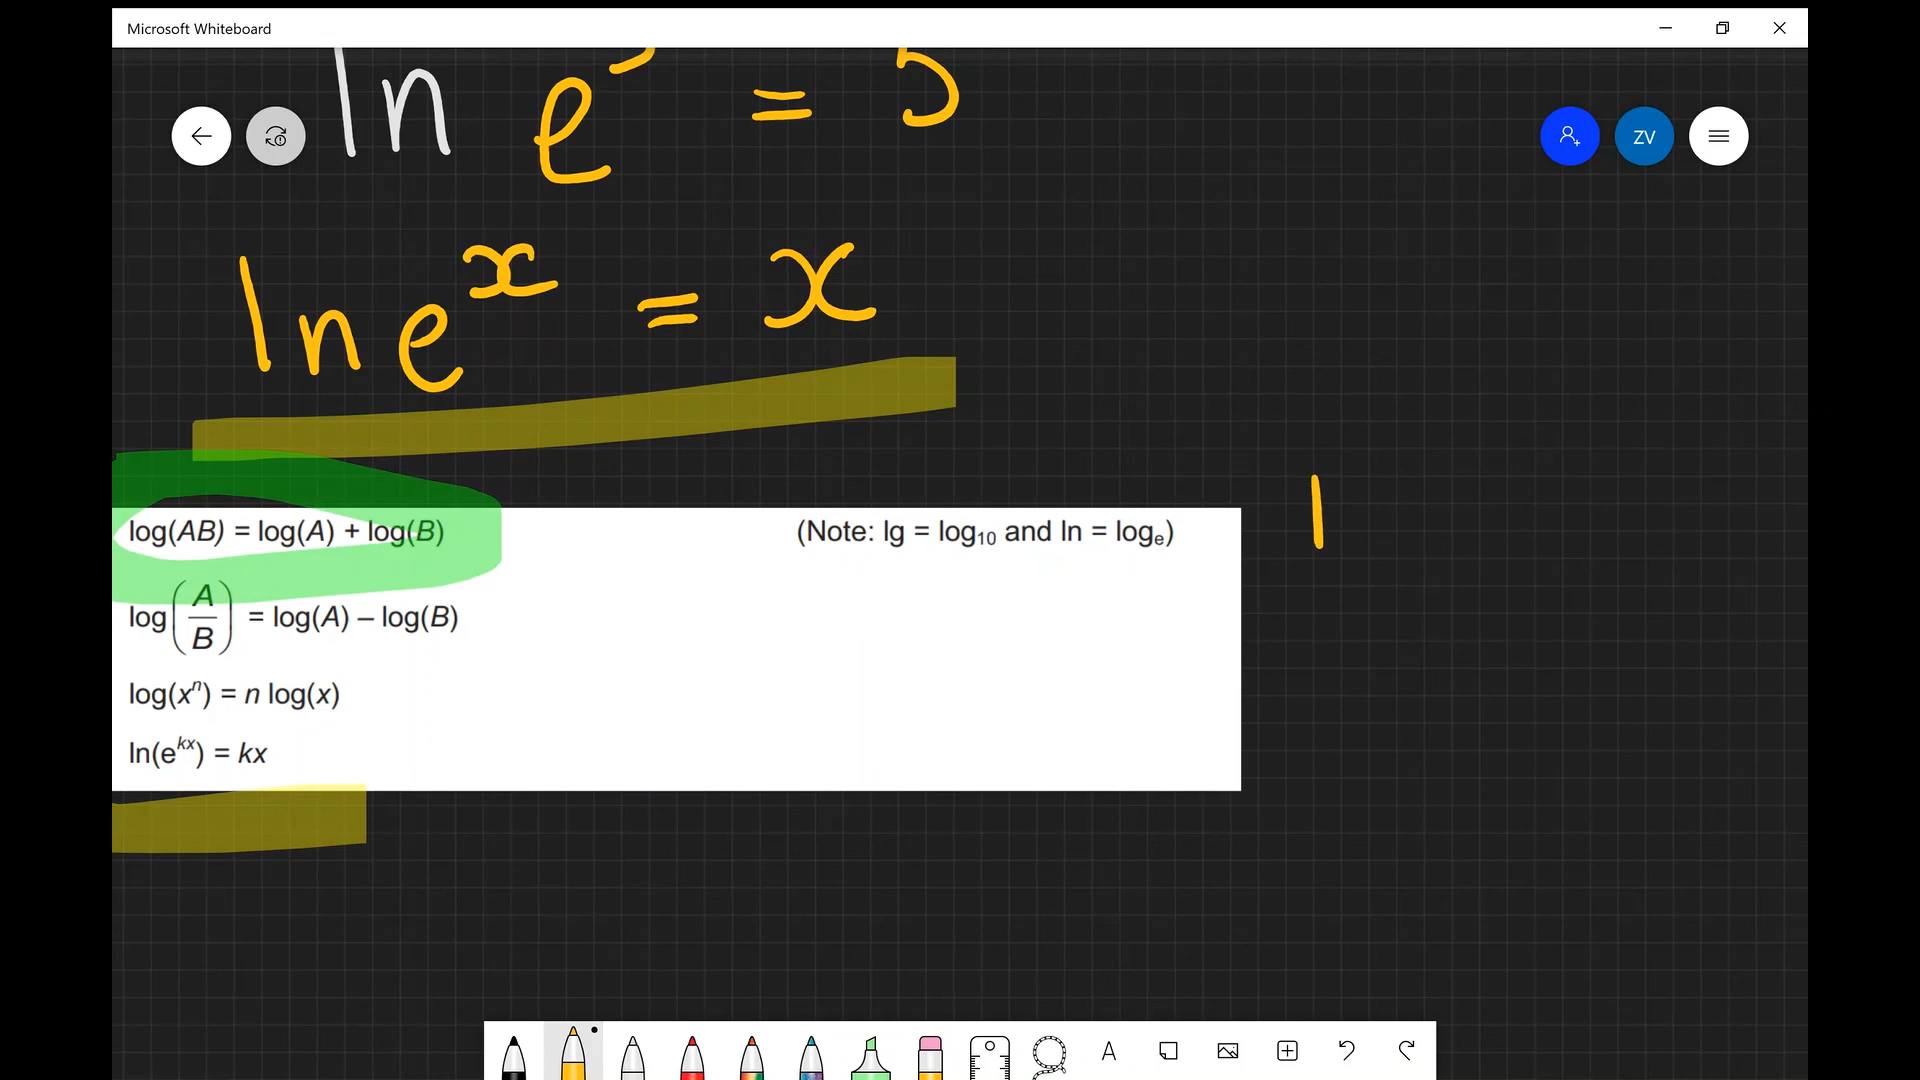 Microsoft Whiteboard
ln e = 
ZV
ln e^x = x
log(AB) = log(A) + log(B) (Note: lg = log₁₀ and ln = logₑ)
log(A/B) = log(A) – log(B)
log(xⁿ) = n log(x)
ln(e^kx) = kx